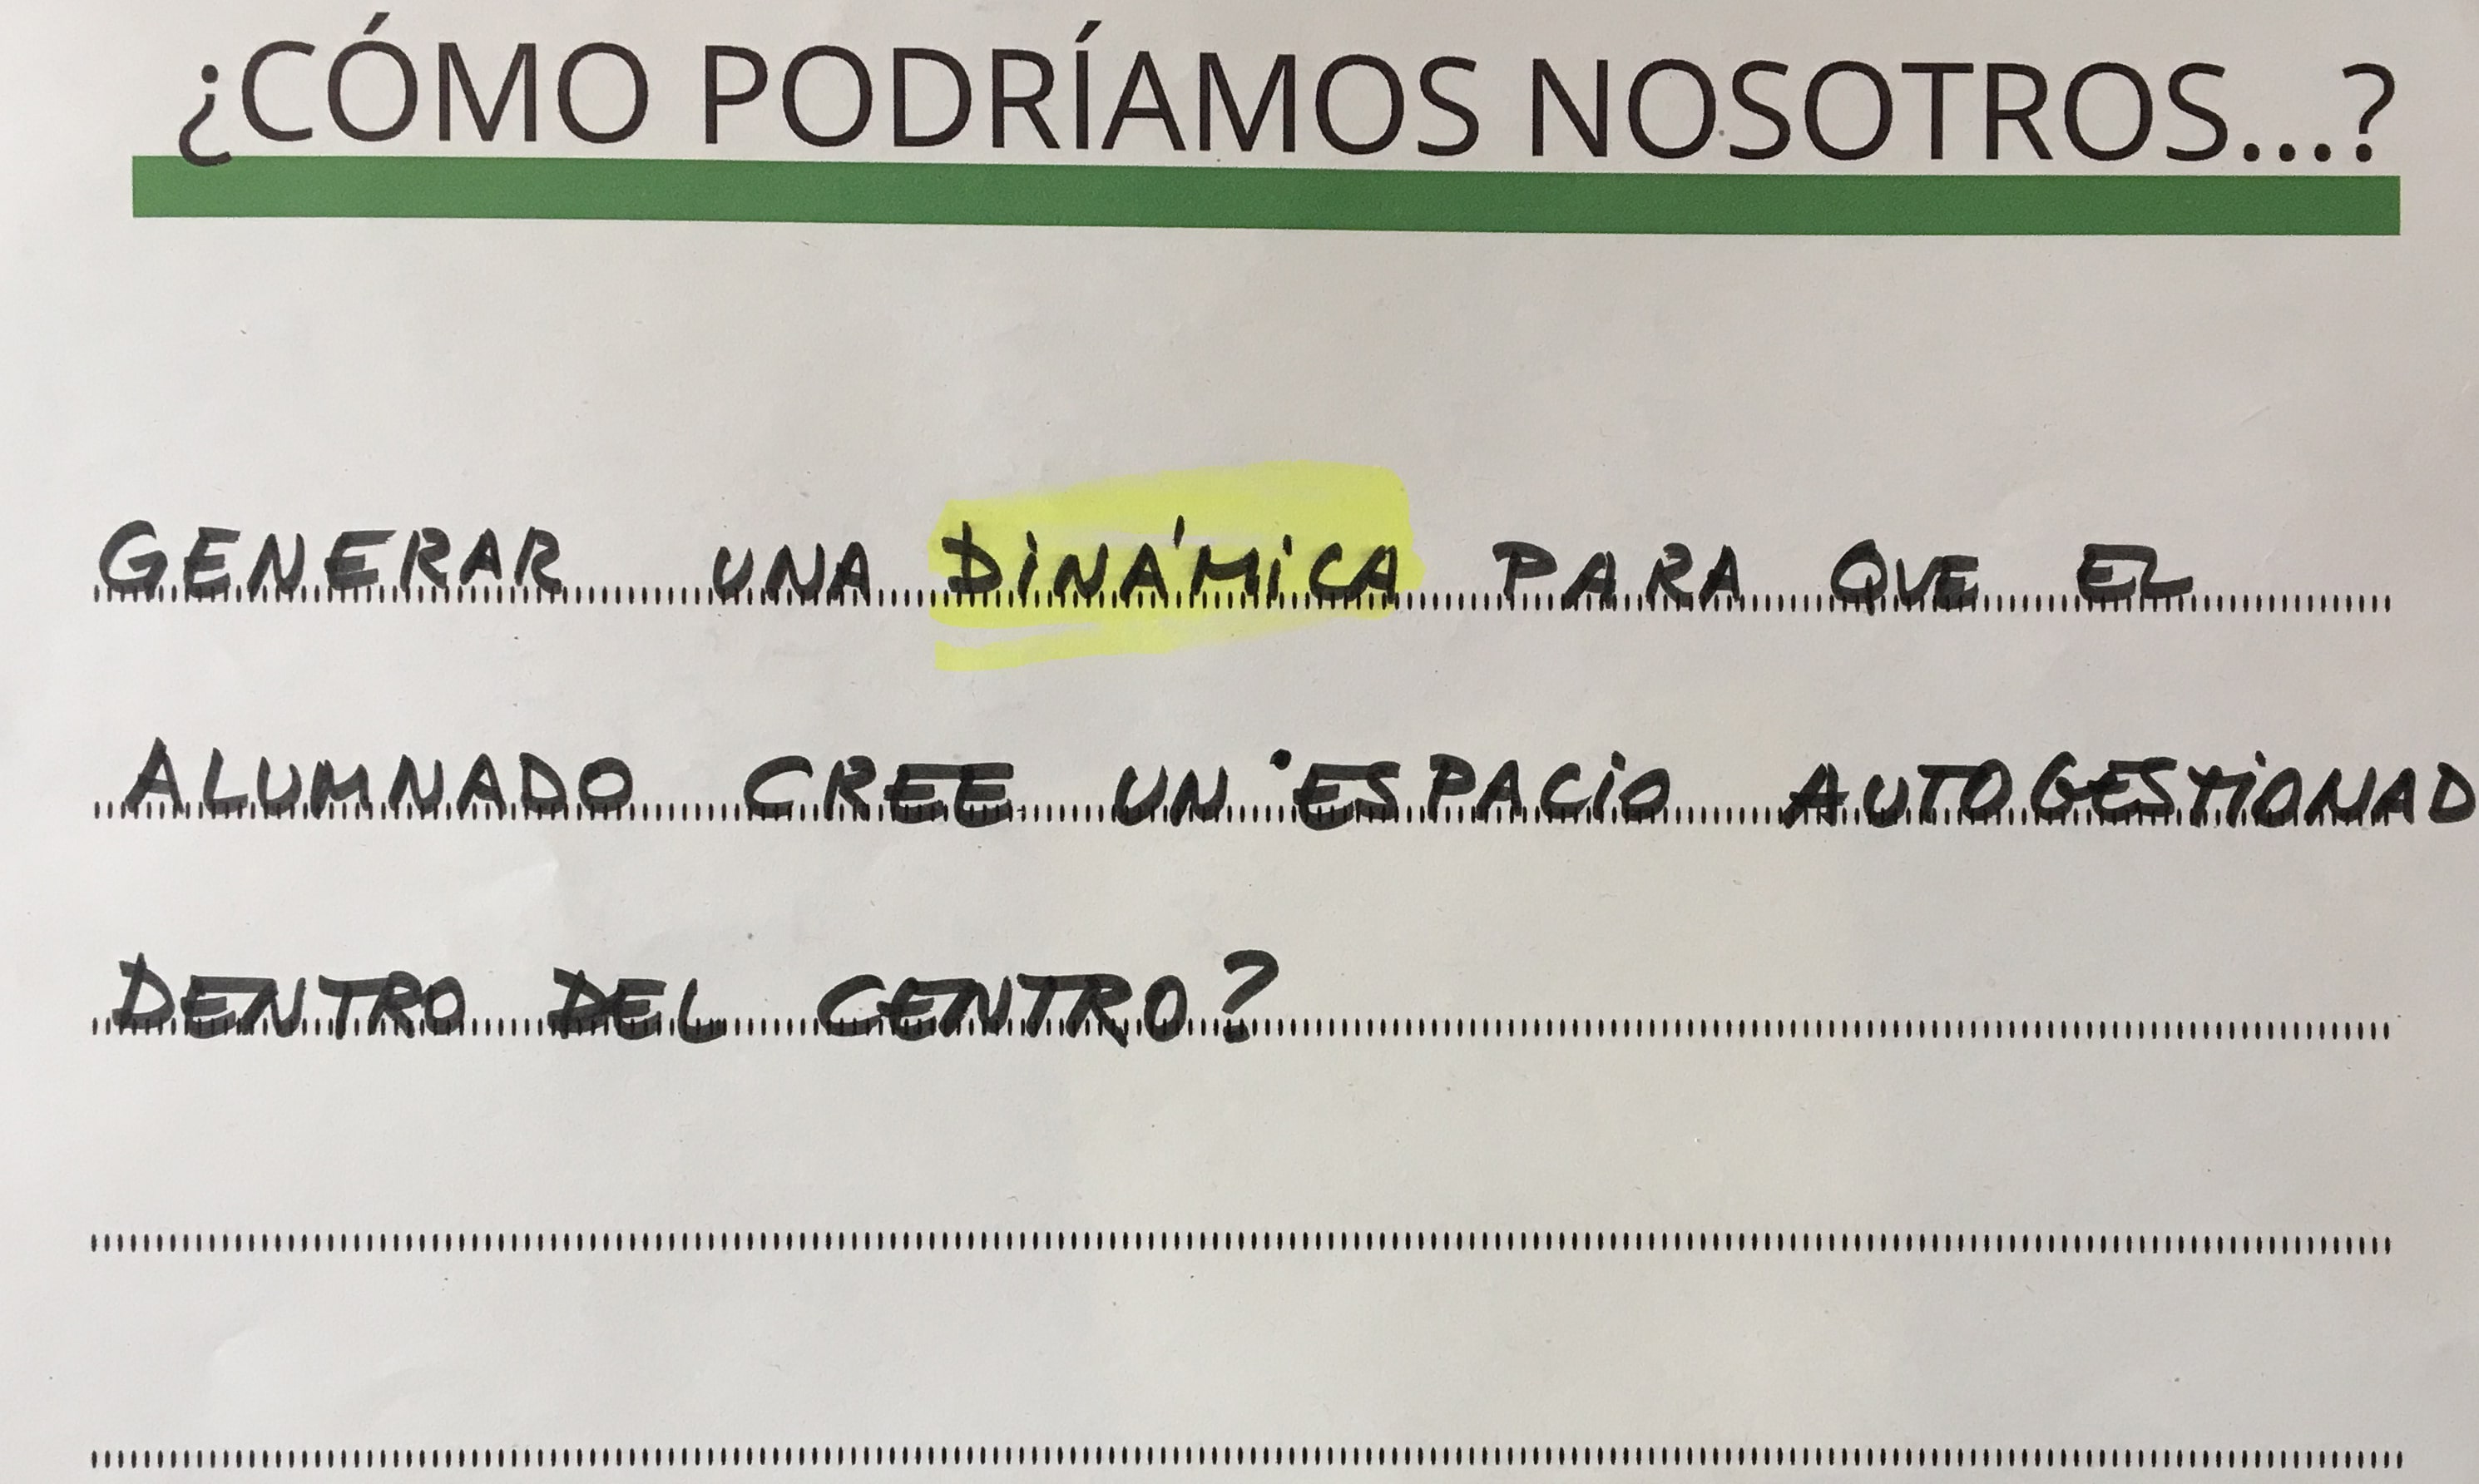 ¿CÓMO PODRÍAMOS NOSOTROS...?
GENERAR UNA DINÁMICA PARA QUE EL
ALUMNADO CREE UN ESPACIO AUTOGESTIONAD
DENTRO DEL CENTRO?